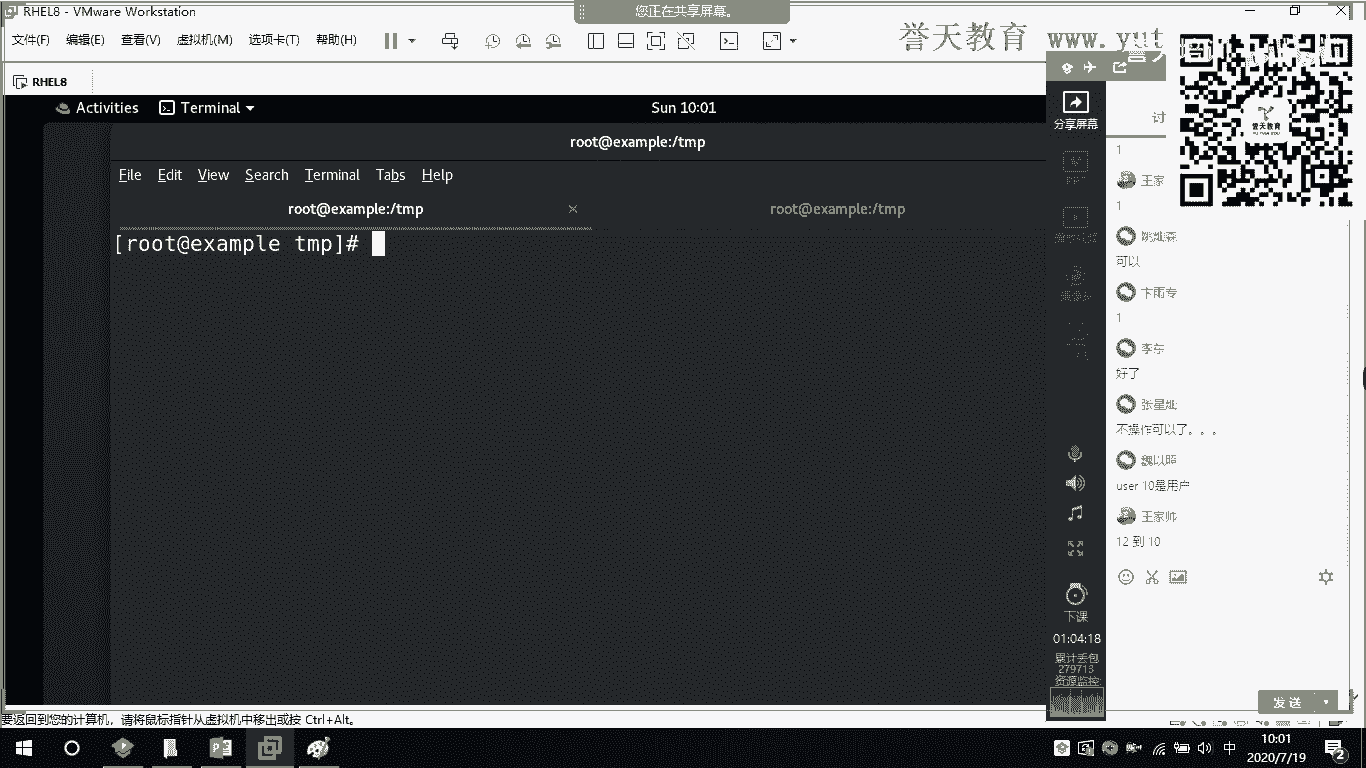 RHEL8 - VMware Workstation
您正在共享屏幕。
文件(F) 编辑(E) 查看(V) 虚拟机(M) 选项卡(T) 帮助(H)
誉天教育 www.yut
RHEL8
Activities Terminal Sun 10:01
root@example:/tmp
File Edit View Search Terminal Tabs Help
root@example:/tmp × root@example:/tmp
[root@example tmp]#
分享屏幕
讨
1
王家
1
可以
卞雨专
1
李东
好了
不操作可以了。。。
魏以照
user 10是用户
王家帅
12 到 10
下课
01:04:18
累计丢包
279713
资源监控:
发送
誉天教育
要返回到您的计算机，请将鼠标指针从虚拟机中移出或按 Ctrl+Alt。
中
10:01
2020/7/19
2